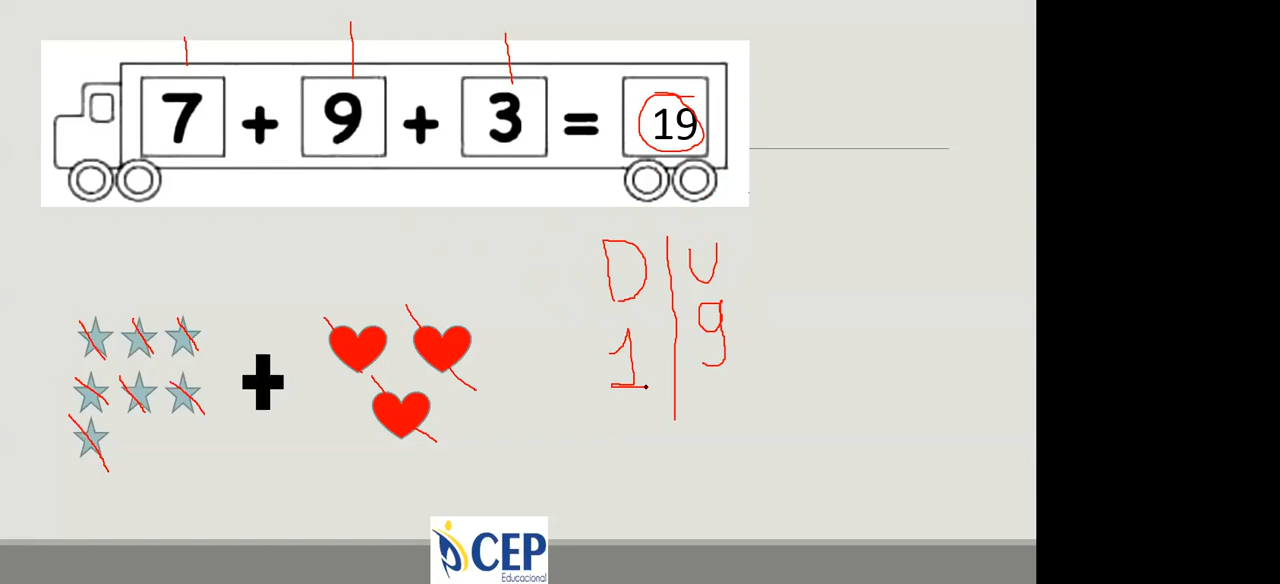 7 + 9 + 3 = 19
D U
1 9
+
CEP
Educacional